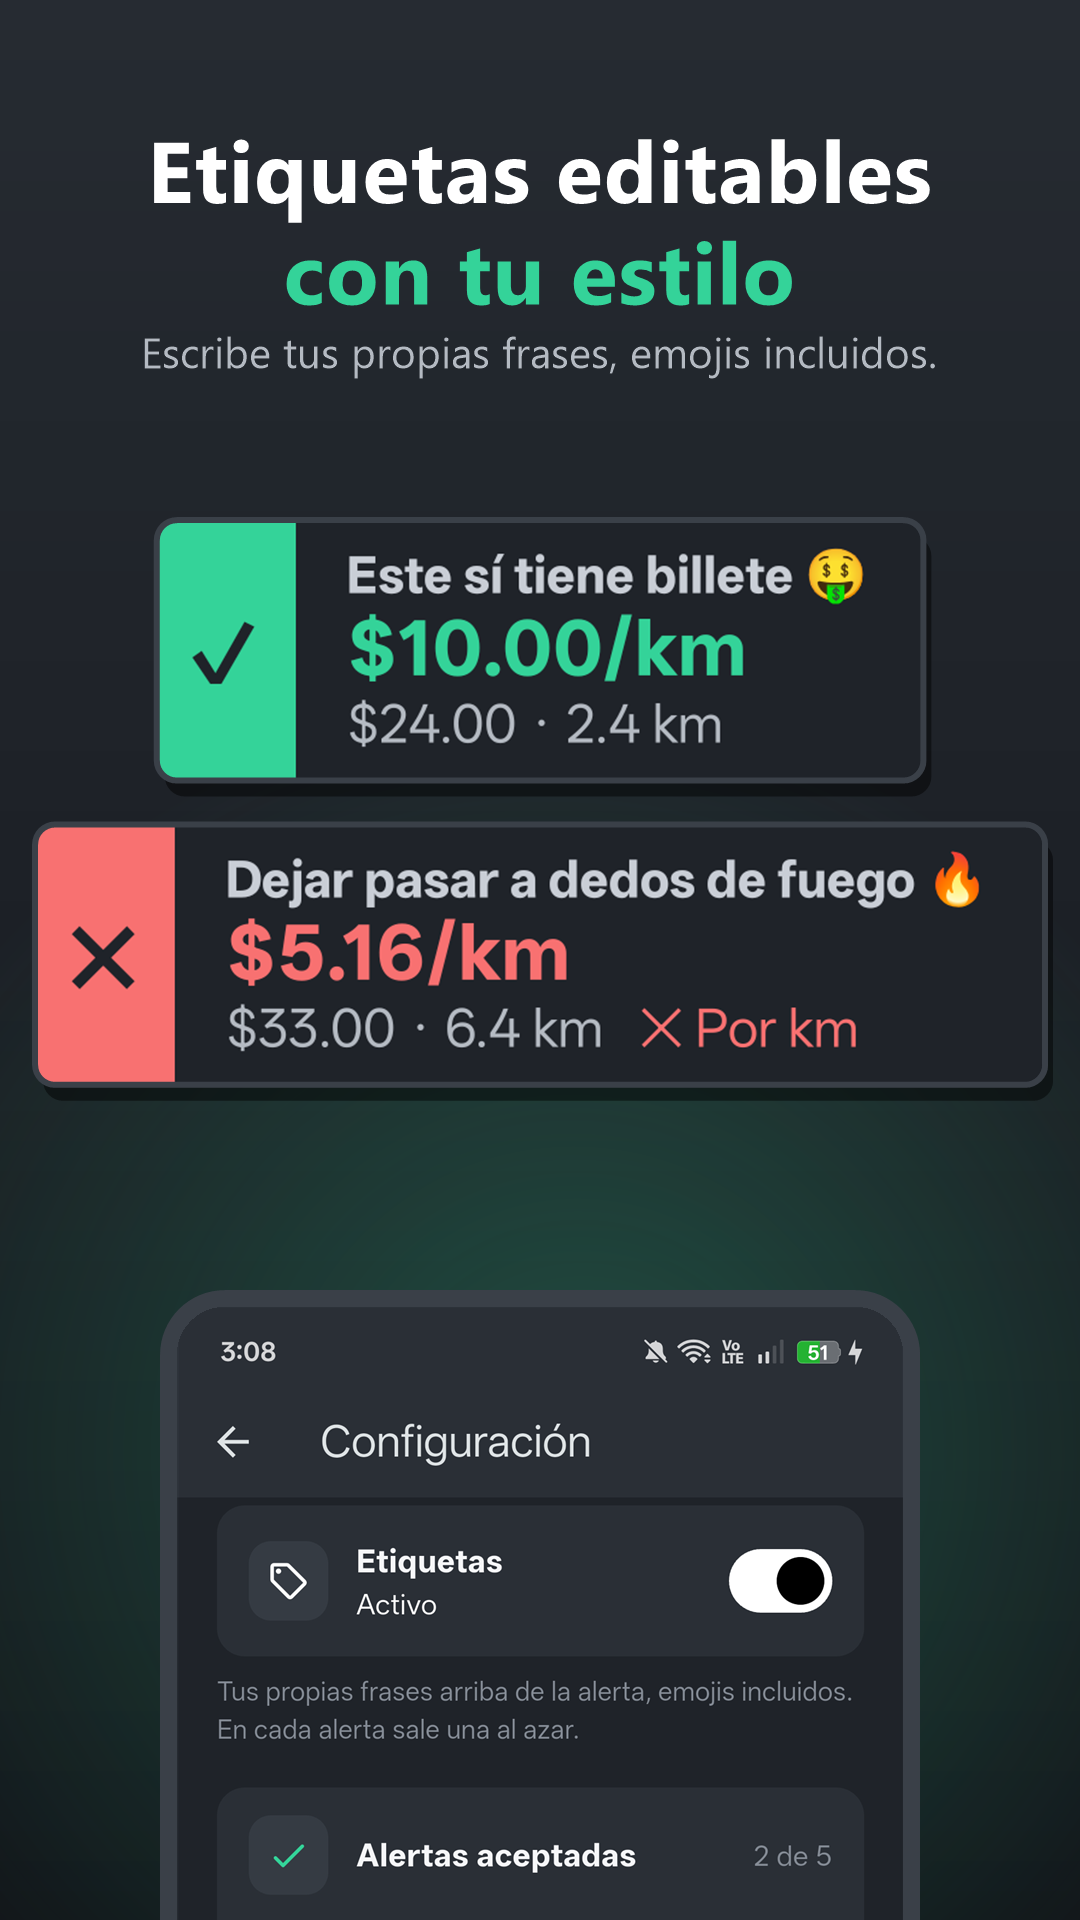 Etiquetas editables
con tu estilo
Escribe tus propias frases, emojis incluidos.
Este sí tiene billete 🤑
$10.00/km
$24.00 · 2.4 km
Dejar pasar a dedos de fuego 🔥
$5.16/km
$33.00 · 6.4 km ✕ Por km
3:08 Vo LTE 51
Configuración
Etiquetas
Activo
Tus propias frases arriba de la alerta, emojis incluidos.
En cada alerta sale una al azar.
Alertas aceptadas 2 de 5